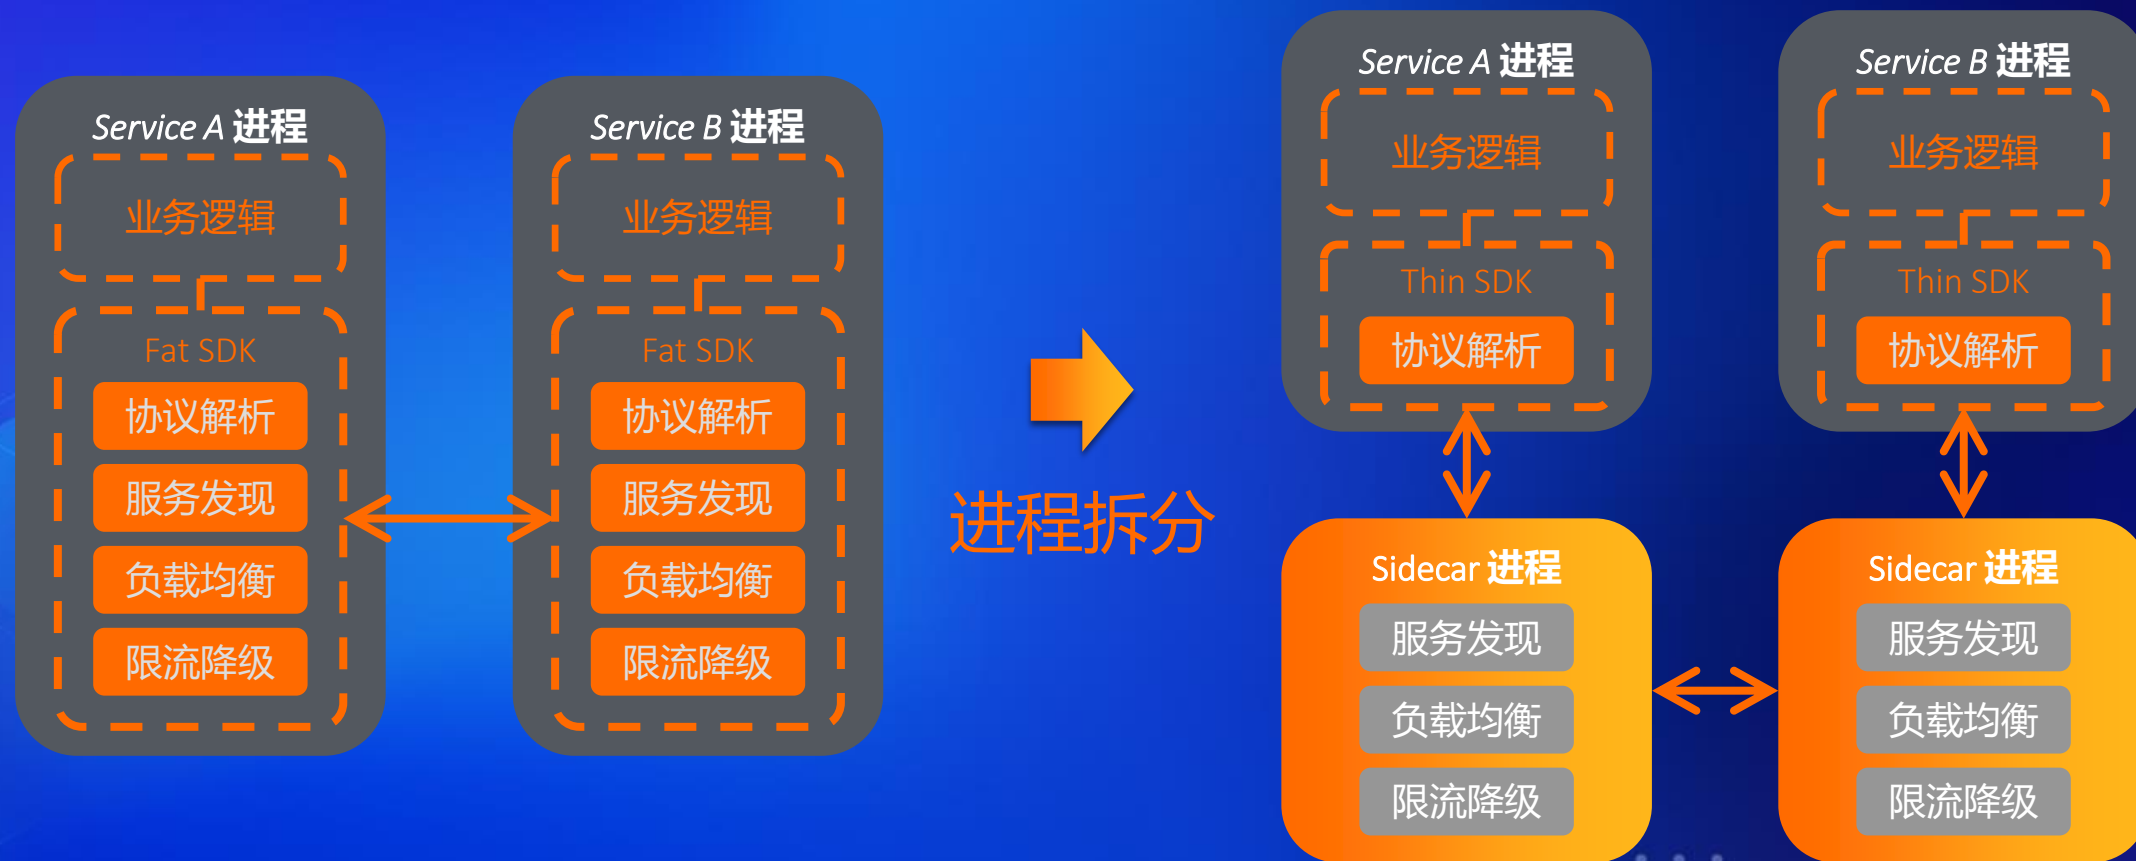 Service A 进程
业务逻辑
Fat SDK
协议解析
服务发现
负载均衡
限流降级
Service B 进程
业务逻辑
Fat SDK
协议解析
服务发现
负载均衡
限流降级
进程拆分
Service A 进程
业务逻辑
Thin SDK
协议解析
Sidecar 进程
服务发现
负载均衡
限流降级
Service B 进程
业务逻辑
Thin SDK
协议解析
Sidecar 进程
服务发现
负载均衡
限流降级